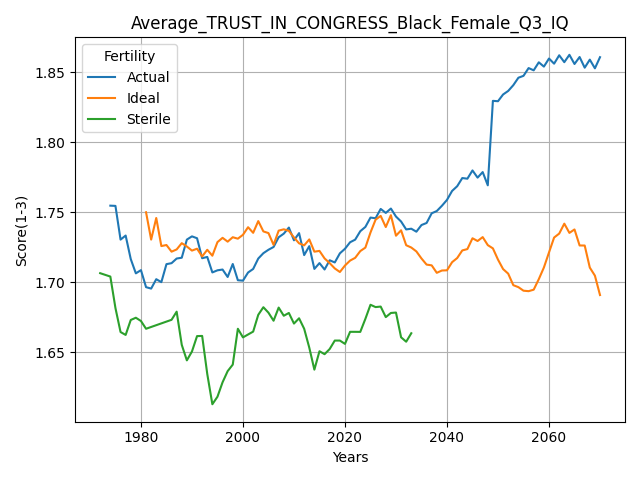 Average_TRUST_IN_CONGRESS_Black_Female_Q3_IQ
Fertility
Actual
Ideal
Sterile
Score(1-3)
1.85
1.80
1.75
1.70
1.65
1980
2000
2020
2040
2060
Years